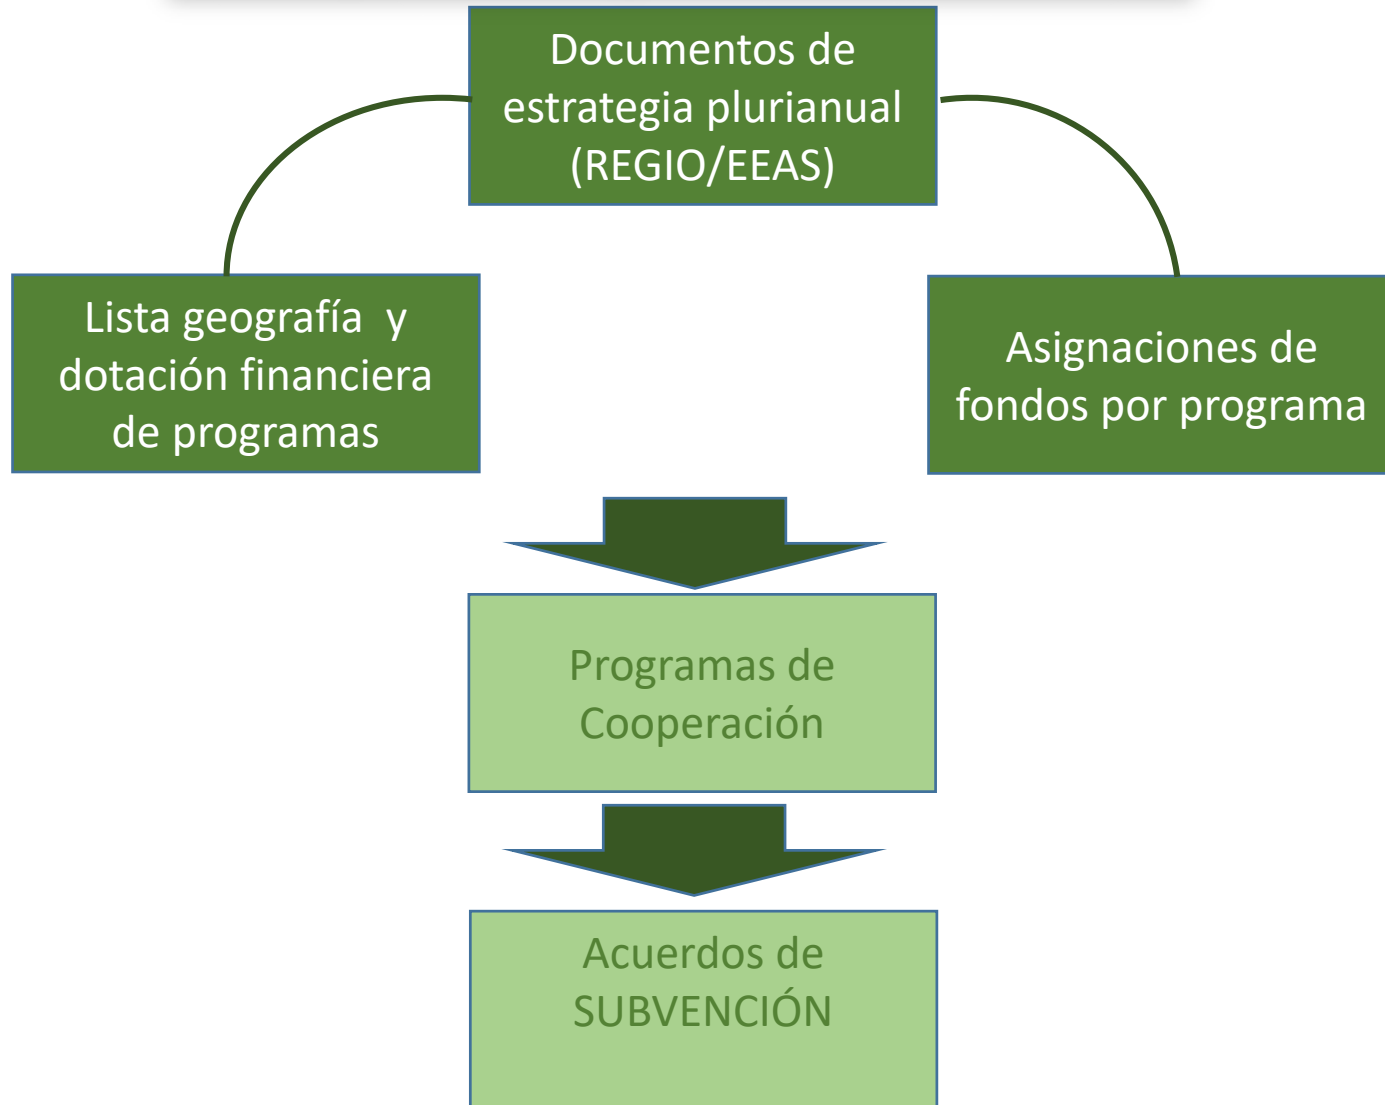 Documentos de
estrategia plurianual
(REGIO/EEAS)
Lista geografía  y
dotación financiera
de programas
Asignaciones de
fondos por programa
Programas de
Cooperación
Acuerdos de
SUBVENCIÓN